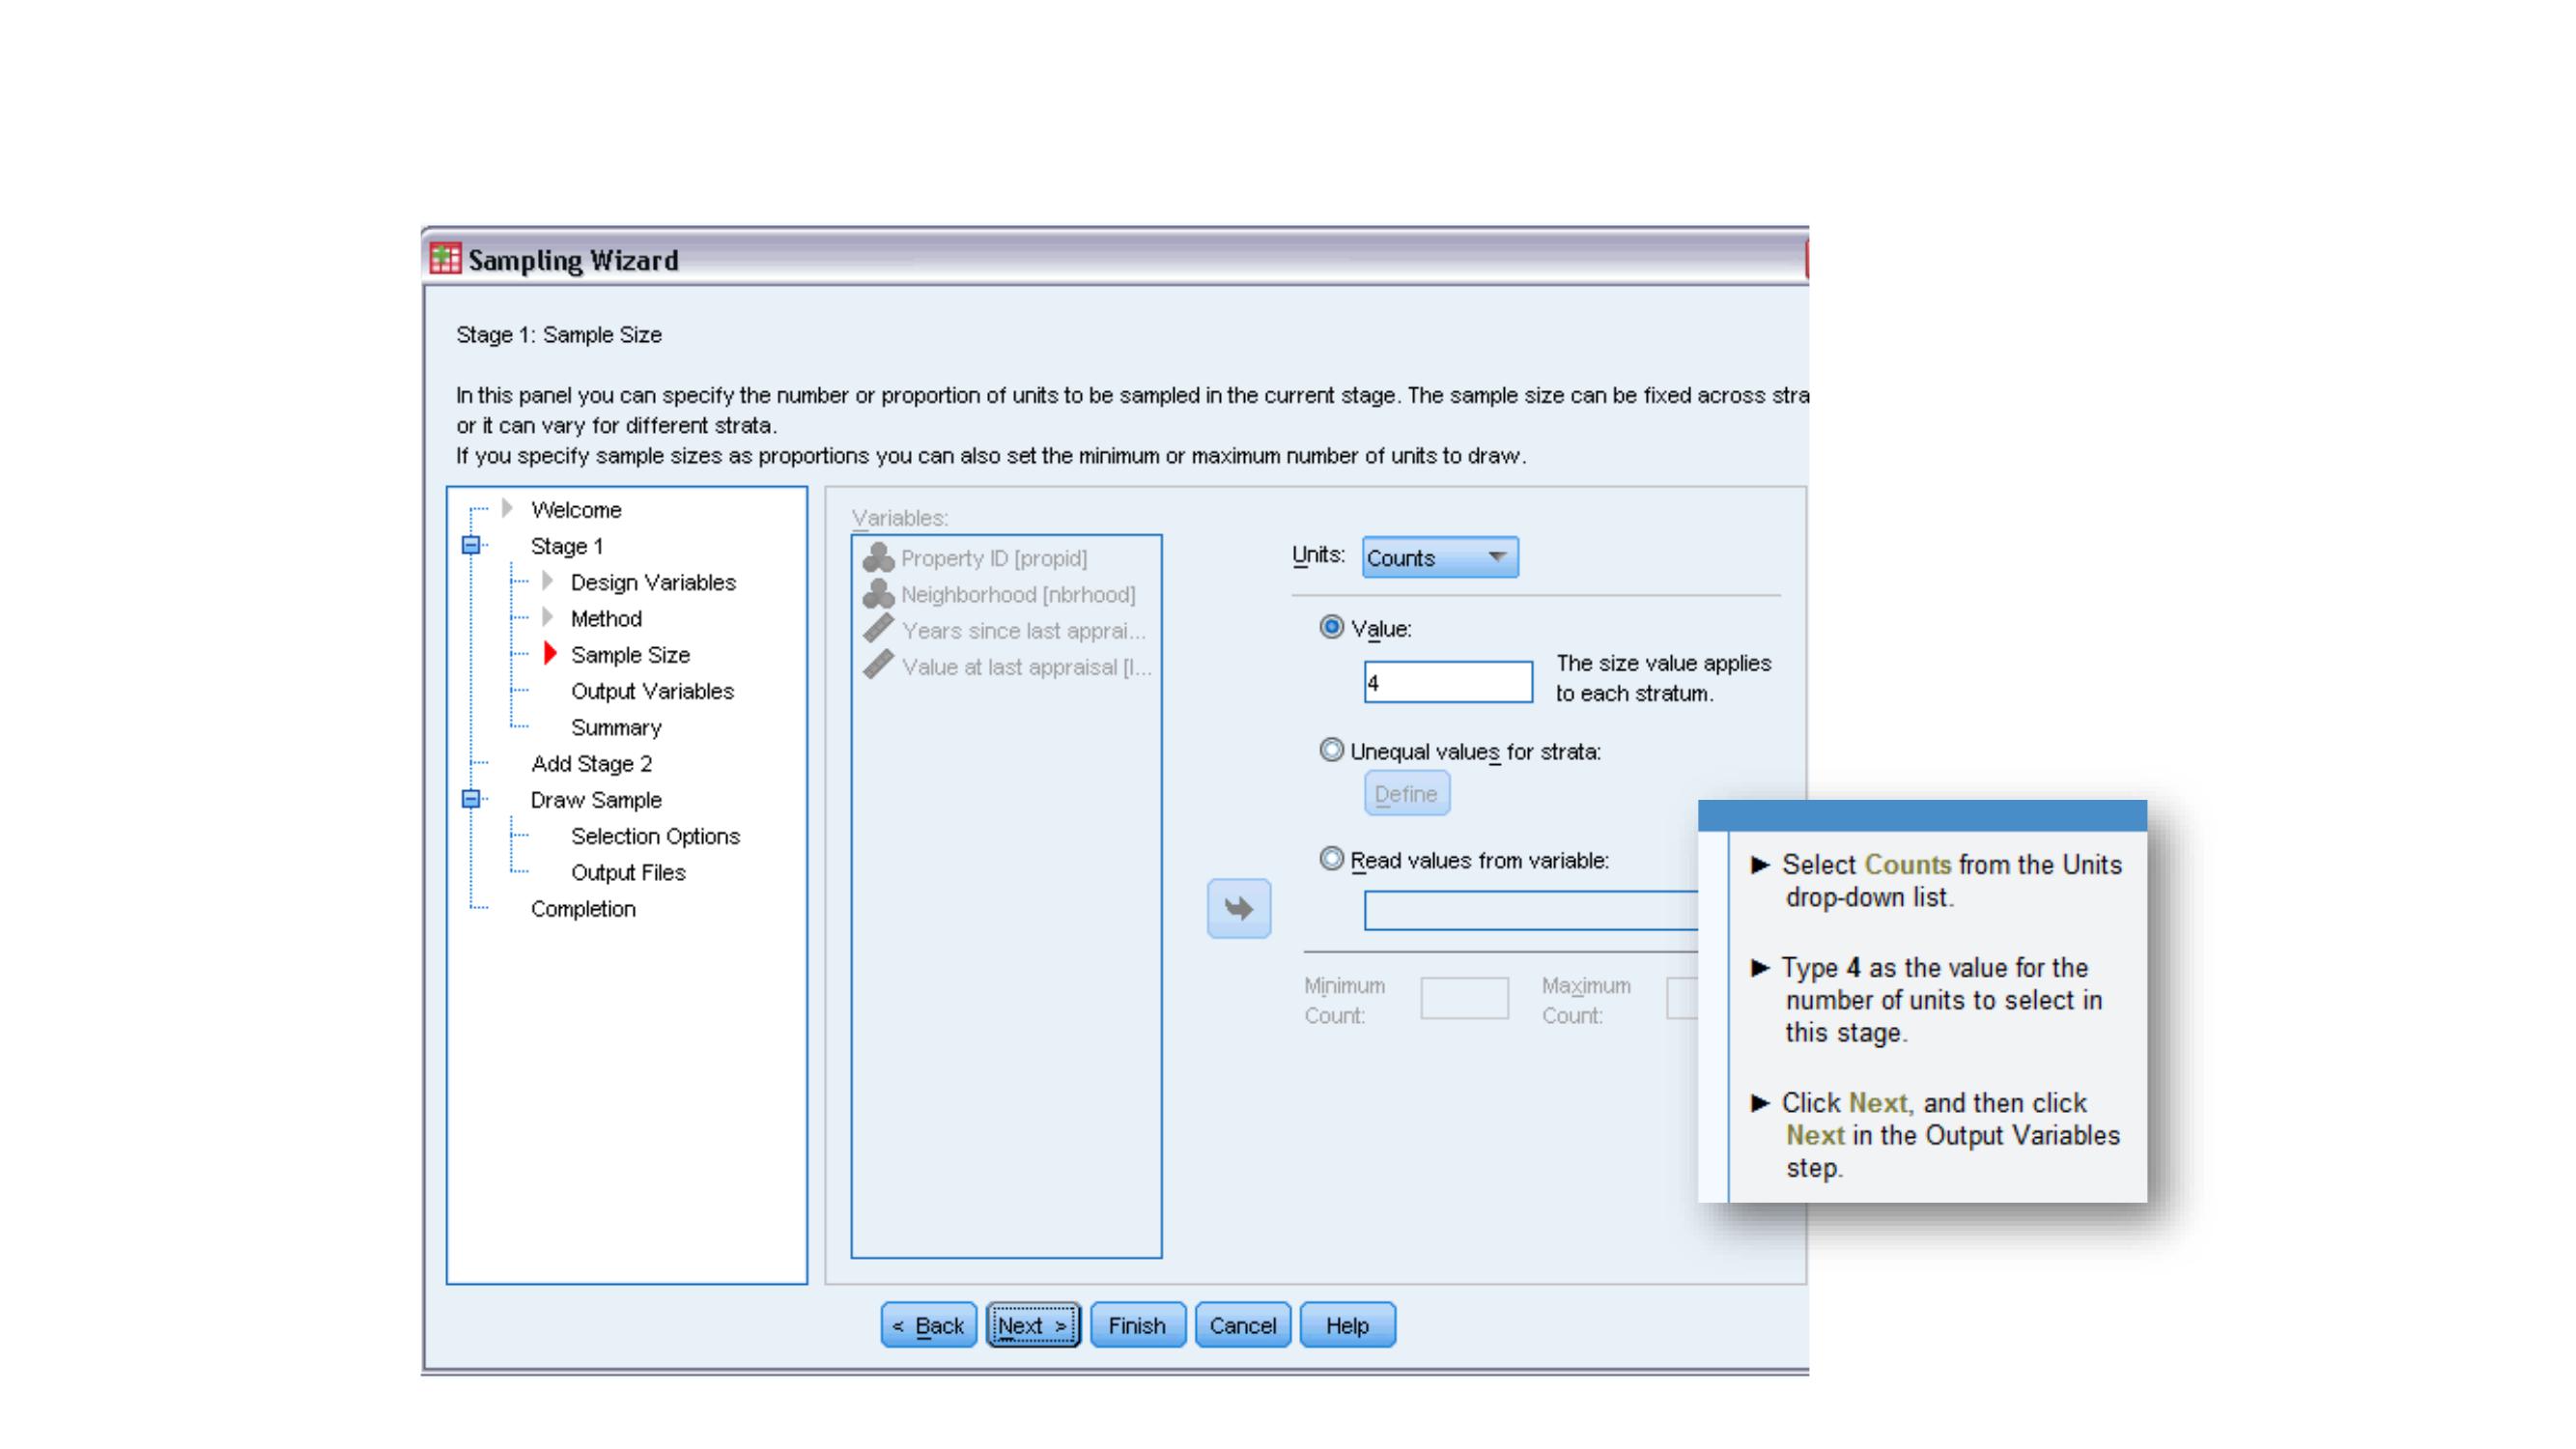 Sampling Wizard
Stage 1: Sample Size
In this panel you can specify the number or proportion of units to be sampled in the current stage. The sample size can be fixed across stra
or it can vary for different strata.
If you specify sample sizes as proportions you can also set the minimum or maximum number of units to draw.
Welcome
Stage 1
Design Variables
Method
Sample Size
Output Variables
Summary
Add Stage 2
Draw Sample
Selection Options
Output Files
Completion
Variables:
Property ID [propid]
Neighborhood [nbrhood]
Years since last apprai...
Value at last appraisal [l...
Units: Counts
Value:
4
The size value applies
to each stratum.
Unequal values for strata:
Define
Read values from variable:
Minimum
Count:
Maximum
Count:
► Select Counts from the Units
drop-down list.
► Type 4 as the value for the
number of units to select in
this stage.
► Click Next, and then click
Next in the Output Variables
step.
< Back
Next >
Finish
Cancel
Help